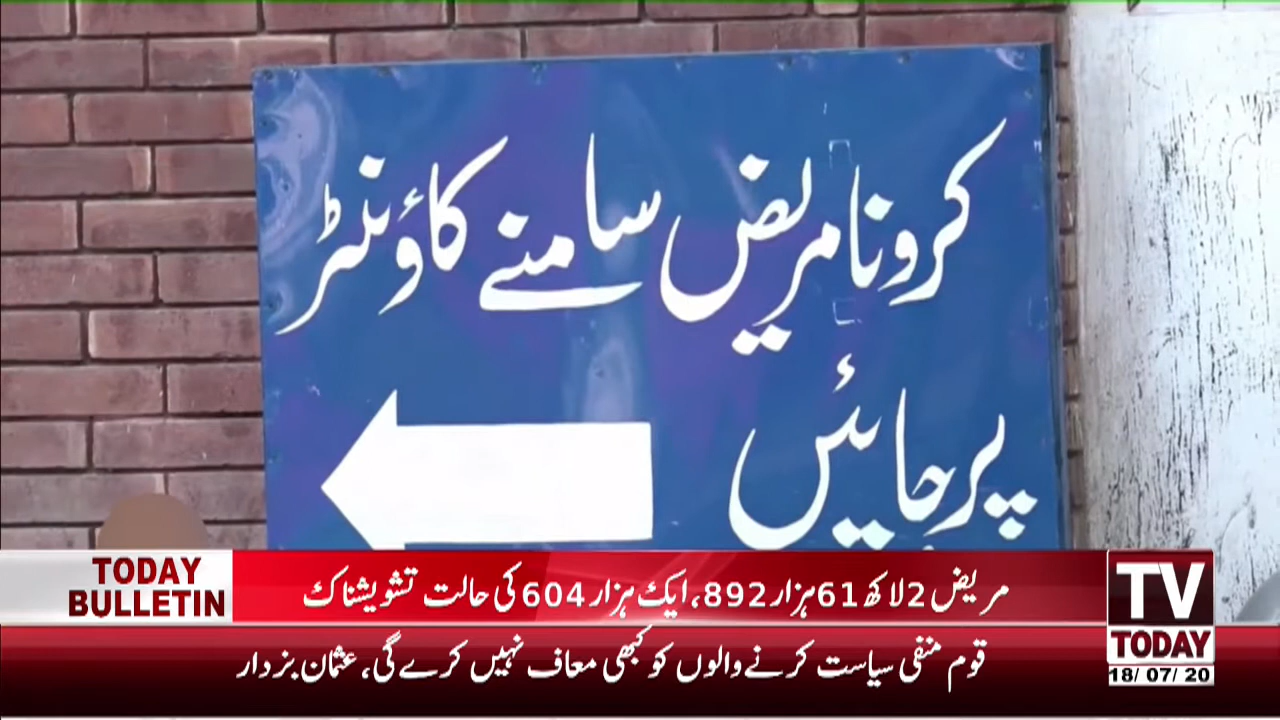 کرونا مریض سامنے کاؤنٹر
پر جائیں
TODAY
BULLETIN
مریض 2 لاکھ 61 ہزار 892، ایک ہزار 604 کی حالت تشویشناک
قوم منفی سیاست کرنے والوں کو کبھی معاف نہیں کرے گی، عثمان بزدار
TV
TODAY
18/ 07/ 20